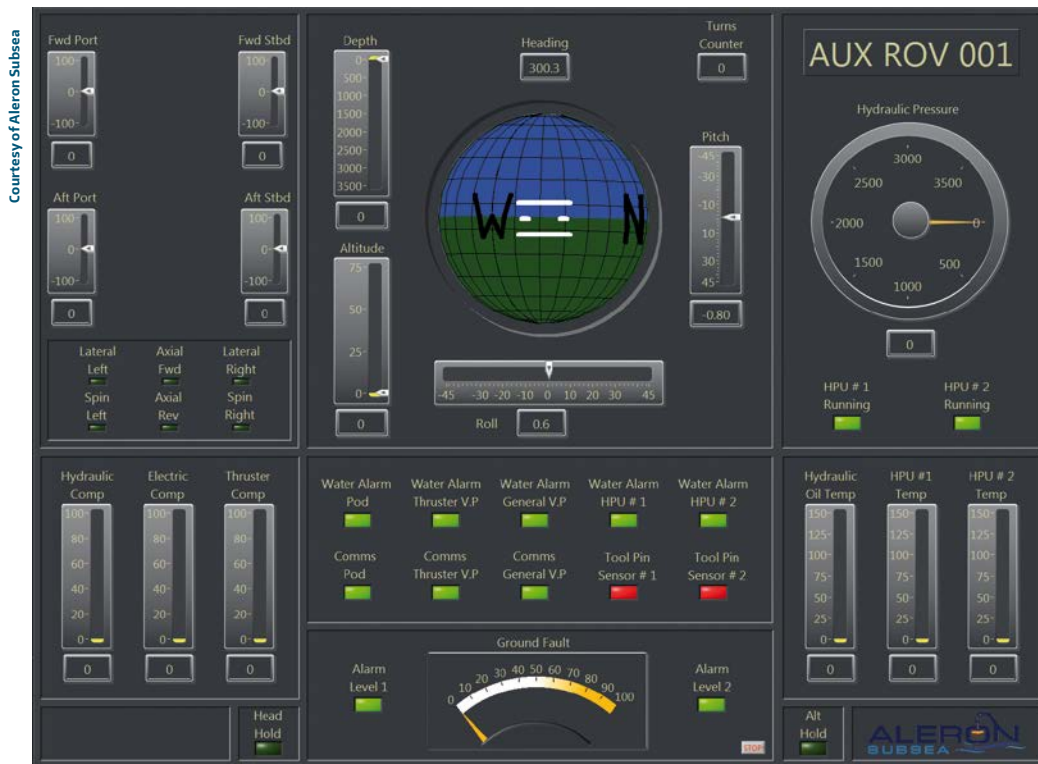 Courtesy of Aleron Subsea
Fwd Port
100
0
-100
0
Fwd Stbd
100
0
-100
0
Aft Port
100
0
-100
0
Aft Stbd
100
0
-100
0
Lateral
Left
Axial
Fwd
Lateral
Right
Spin
Left
Axial
Rev
Spin
Right
Depth
0
500
1000
1500
2000
2500
3000
3500
0
Altitude
75
50
25
0
0
Heading
300.3
Turns
Counter
0
W
N
Pitch
-45
-30
-10
10
30
45
-0.80
-45 -30 -20 -10 0 10 20 30 45
Roll
0.6
AUX ROV 001
Hydraulic Pressure
3000
2500
3500
2000
0
1500
500
1000
0
HPU # 1
Running
HPU # 2
Running
Hydraulic
Comp
100
80
60
40
20
0
0
Electric
Comp
100
80
60
40
20
0
0
Thruster
Comp
100
80
60
40
20
0
0
Water Alarm
Pod
Water Alarm
Thruster V.P
Water Alarm
General V.P
Water Alarm
HPU # 1
Water Alarm
HPU # 2
Comms
Pod
Comms
Thruster V.P
Comms
General V.P
Tool Pin
Sensor # 1
Tool Pin
Sensor # 2
Hydraulic
Oil Temp
150
125
100
75
50
25
0
0
HPU #1
Temp
150
125
100
75
50
25
0
0
HPU # 2
Temp
150
125
100
75
50
25
0
0
Ground Fault
Alarm
Level 1
0 10 20 30 40 50 60 70 80 90 100
Alarm
Level 2
STOP
Head
Hold
Alt
Hold
ALERON
SUBSEA